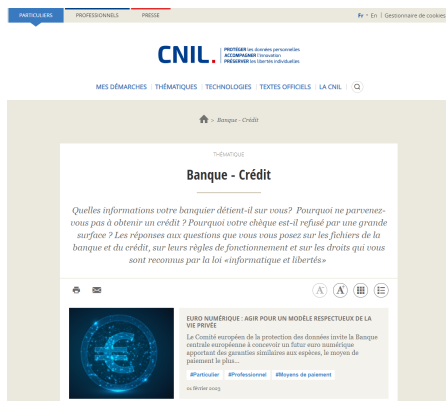 PARTICULIERS PROFESSIONNELS PRESSE Fr • En | Gestionnaire de cookies
CNIL. PROTÉGER les données personnelles
ACCOMPAGNER l'innovation
PRÉSERVER les libertés individuelles
MES DÉMARCHES | THÉMATIQUES | TECHNOLOGIES | TEXTES OFFICIELS | LA CNIL |
> Banque - Crédit
THÉMATIQUE
Banque - Crédit
Quelles informations votre banquier détient-il sur vous? Pourquoi ne parvenez-
vous pas à obtenir un crédit ? Pourquoi votre chèque est-il refusé par une grande
surface ? Les réponses aux questions que vous vous posez sur les fichiers de la
banque et du crédit, sur leurs règles de fonctionnement et sur les droits qui vous
sont reconnus par la loi «informatique et libertés»
A- A+
EURO NUMÉRIQUE : AGIR POUR UN MODÈLE RESPECTUEUX DE LA
VIE PRIVÉE
Le Comité européen de la protection des données invite la Banque
centrale européenne à concevoir un futur euro numérique
apportant des garanties similaires aux espèces, le moyen de
paiement le plus...
#Particulier #Professionnel #Moyens de paiement
février 2023